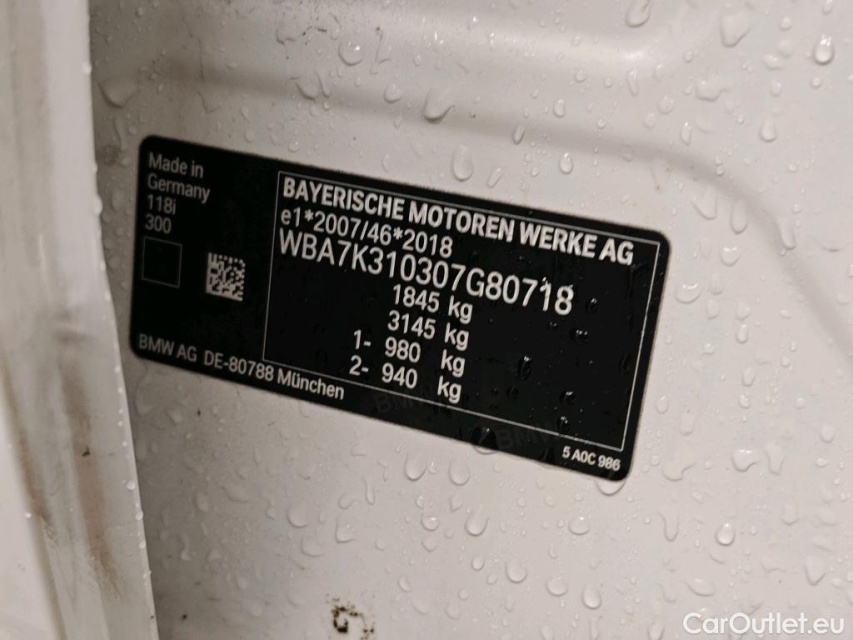 Made in
Germany
118i
300
BAYERISCHE MOTOREN WERKE AG
e1*2007/46*2018
WBA7K310307G80718
1845 kg
3145 kg
1- 980 kg
2- 940 kg
BMW AG DE-80788 München
5 A0C 986
CarOutlet.eu